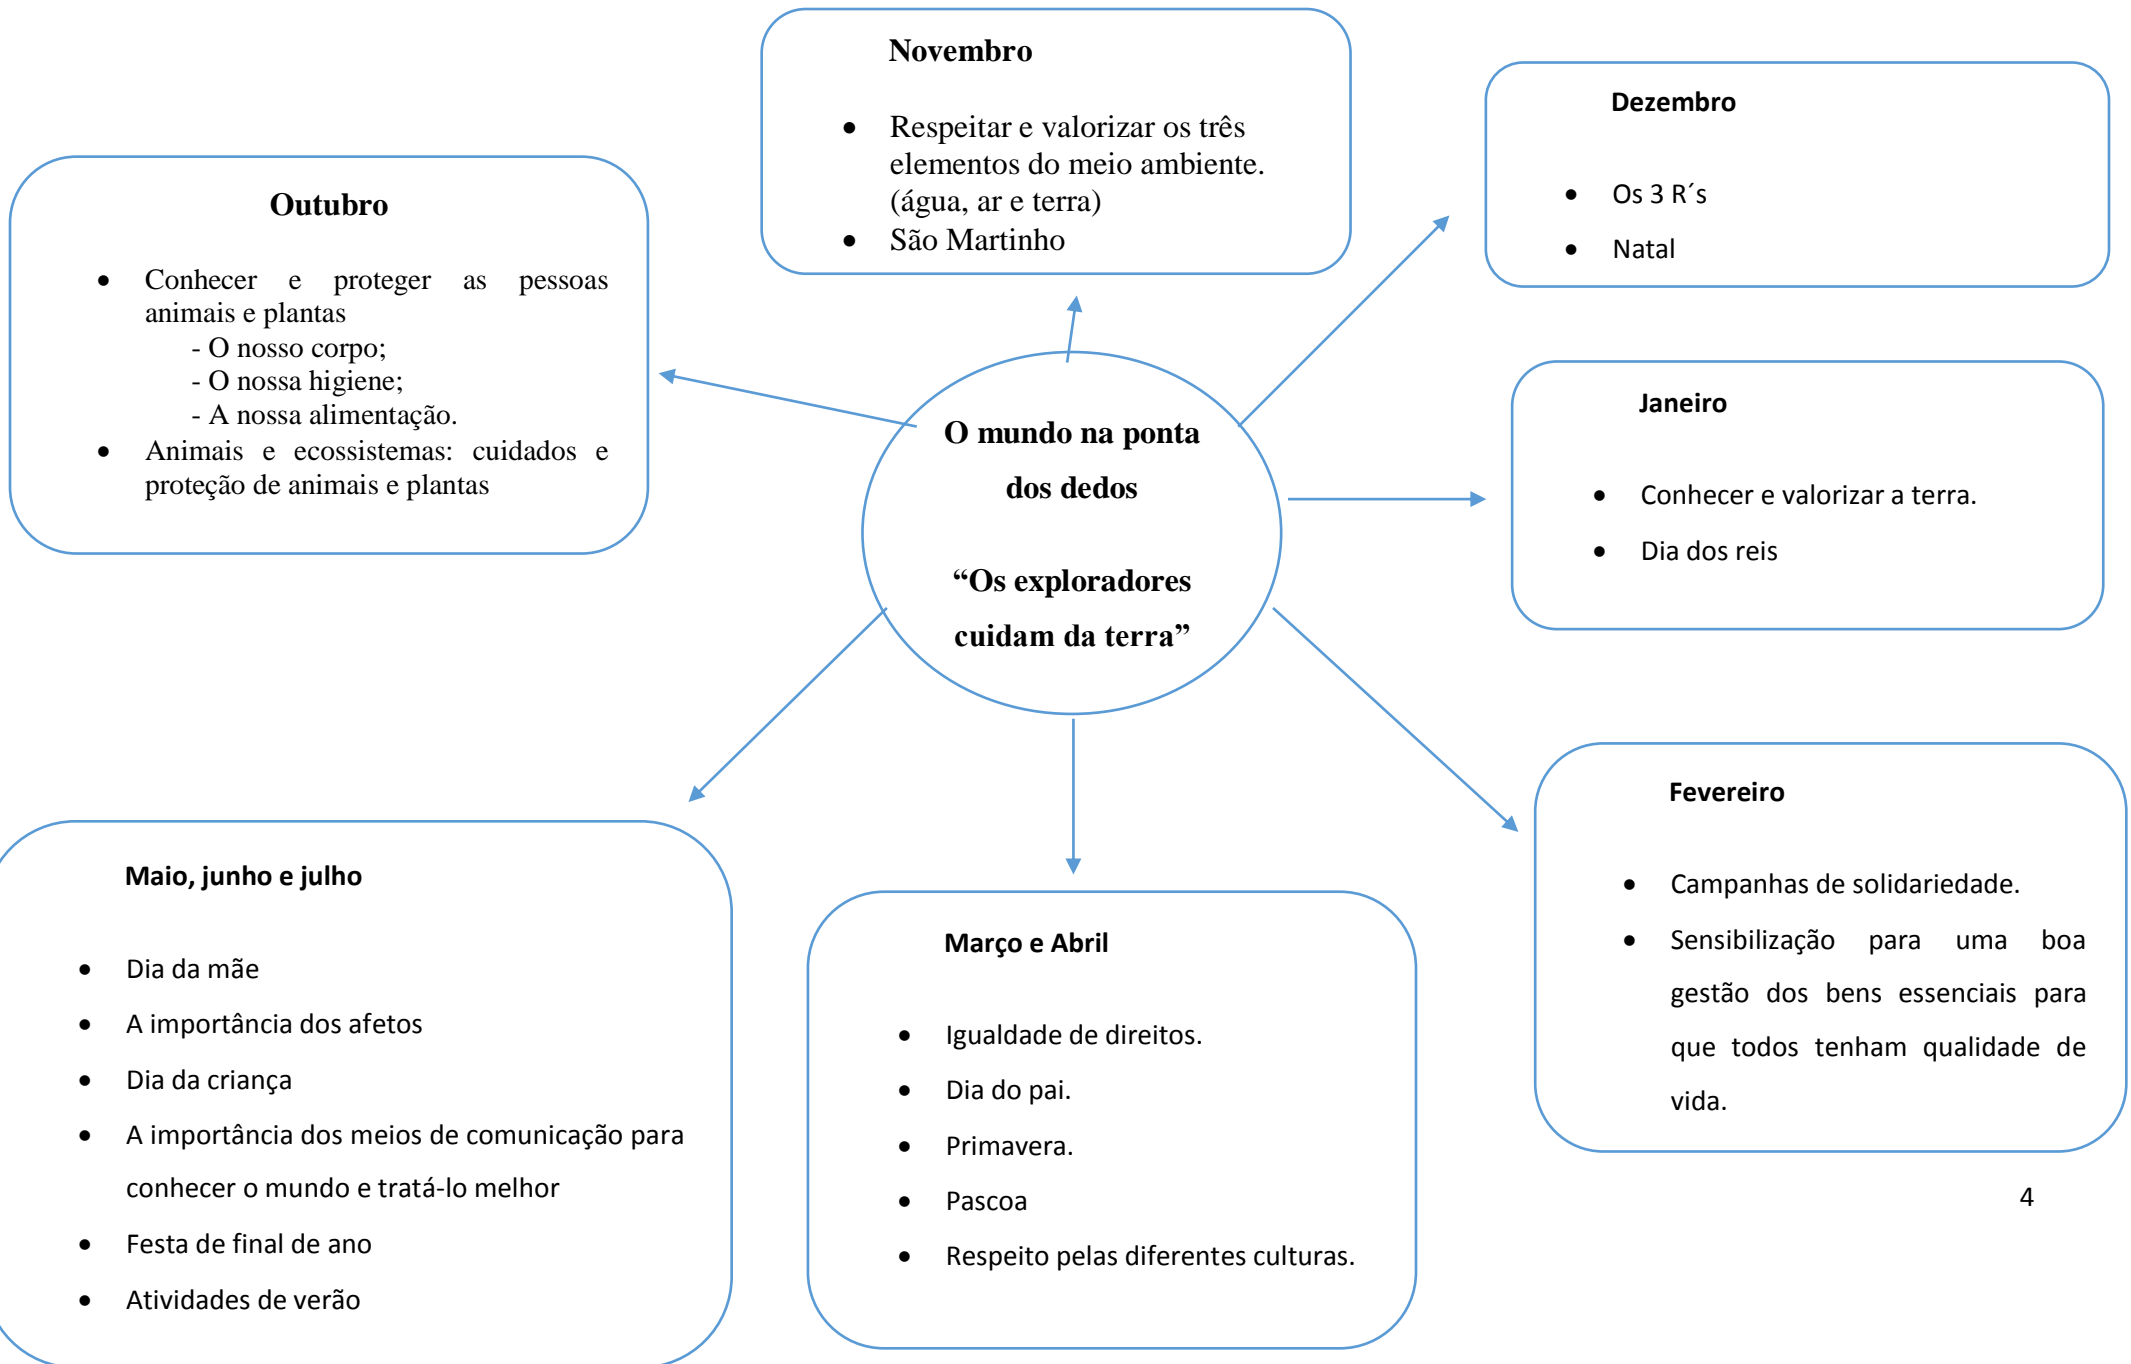 Novembro
• Respeitar e valorizar os três
elementos do meio ambiente.
(água, ar e terra)
• São Martinho
Dezembro
• Os 3 R´s
• Natal
Outubro
• Conhecer e proteger as pessoas
animais e plantas
- O nosso corpo;
- O nossa higiene;
- A nossa alimentação.
• Animais e ecossistemas: cuidados e
proteção de animais e plantas
O mundo na ponta
dos dedos
“Os exploradores
cuidam da terra”
Janeiro
• Conhecer e valorizar a terra.
• Dia dos reis
Fevereiro
• Campanhas de solidariedade.
• Sensibilização para uma boa
gestão dos bens essenciais para
que todos tenham qualidade de
vida.
Maio, junho e julho
• Dia da mãe
• A importância dos afetos
• Dia da criança
• A importância dos meios de comunicação para
conhecer o mundo e tratá-lo melhor
• Festa de final de ano
• Atividades de verão
Março e Abril
• Igualdade de direitos.
• Dia do pai.
• Primavera.
• Pascoa
• Respeito pelas diferentes culturas.
4